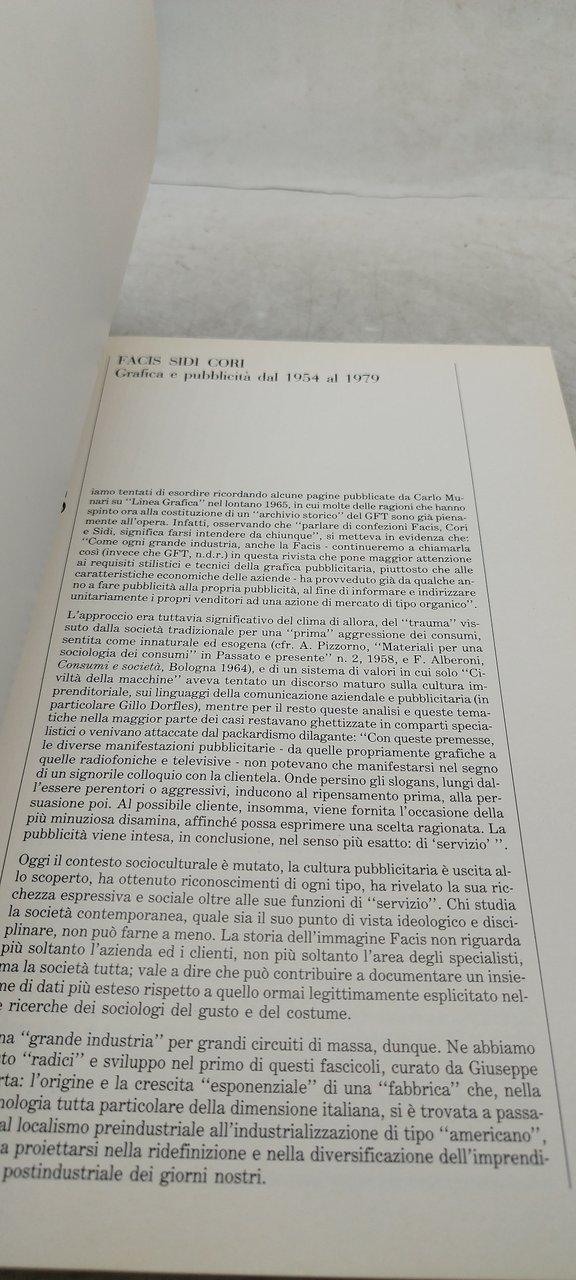 FACIS SIDI CORI
Grafica e pubblicità dal 1954 al 1979
iamo tentati di esordire ricordando alcune pagine pubblicate da Carlo Mu-
nari su "Linea Grafica" nel lontano 1965, in cui molte delle ragioni che hanno
spinto ora alla costituzione di un "archivio storico" del GFT sono già piena-
mente all'opera. Infatti, osservando che "parlare di confezioni Facis, Cori
e Sidi, significa farsi intendere da chiunque", si metteva in evidenza che:
"Come ogni grande industria, anche la Facis - continueremo a chiamarla
così (invece che GFT, n.d.r.) in questa rivista che pone maggior attenzione
ai requisiti stilistici e tecnici della grafica pubblicitaria, piuttosto che alle
caratteristiche economiche delle aziende - ha provveduto già da qualche an-
no a fare pubblicità alla propria pubblicità, al fine di informare e indirizzare
unitariamente i propri venditori ad una azione di mercato di tipo organico".
L'approccio era tuttavia significativo del clima di allora, del "trauma" vis-
suto dalla società tradizionale per una "prima" aggressione dei consumi,
sentita come innaturale ed esogena (cfr. A. Pizzorno, "Materiali per una
sociologia dei consumi" in Passato e presente" n. 2, 1958, e F. Alberoni,
Consumi e società, Bologna 1964), e di un sistema di valori in cui solo "Ci-
viltà della macchine" aveva tentato un discorso maturo sulla cultura im-
prenditoriale, sui linguaggi della comunicazione aziendale e pubblicitaria (in
particolare Gillo Dorfles), mentre per il resto queste analisi e queste tema-
tiche nella maggior parte dei casi restavano ghettizzate in comparti specia-
listici o venivano attaccate dal packardismo dilagante: "Con queste premesse,
le diverse manifestazioni pubblicitarie - da quelle propriamente grafiche a
quelle radiofoniche e televisive - non potevano che manifestarsi nel segno
di un signorile colloquio con la clientela. Onde persino gli slogans, lungi dal-
l'essere perentori o aggressivi, inducono al ripensamento prima, alla per-
suasione poi. Al possibile cliente, insomma, viene fornita l'occasione della
più minuziosa disamina, affinché possa esprimere una scelta ragionata. La
pubblicità viene intesa, in conclusione, nel senso più esatto: di 'servizio' ".
Oggi il contesto socioculturale è mutato, la cultura pubblicitaria è uscita al-
lo scoperto, ha ottenuto riconoscimenti di ogni tipo, ha rivelato la sua ric-
chezza espressiva e sociale oltre alle sue funzioni di "servizio". Chi studia
la società contemporanea, quale sia il suo punto di vista ideologico e disci-
plinare, non può farne a meno. La storia dell'immagine Facis non riguarda
più soltanto l'azienda ed i clienti, non più soltanto l'area degli specialisti,
ma la società tutta; vale a dire che può contribuire a documentare un insie-
me di dati più esteso rispetto a quello ormai legittimamente esplicitato nel-
e ricerche dei sociologi del gusto e del costume.
na "grande industria" per grandi circuiti di massa, dunque. Ne abbiamo
to "radici" e sviluppo nel primo di questi fascicoli, curato da Giuseppe
rta: l'origine e la crescita "esponenziale" di una "fabbrica" che, nella
nologia tutta particolare della dimensione italiana, si è trovata a passa-
al localismo preindustriale all'industrializzazione di tipo "americano",
a proiettarsi nella ridefinizione e nella diversificazione dell'imprendi-
postindustriale dei giorni nostri.